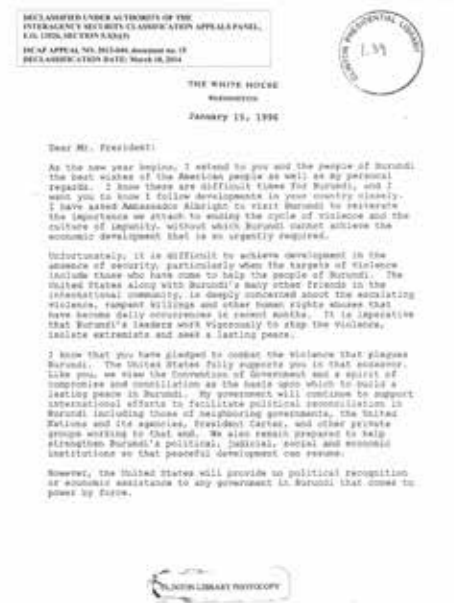 DECLASSIFIED UNDER AUTHORITY OF THE
INTERAGENCY SECURITY CLASSIFICATION APPEALS PANEL,
E.O. 13526, SECTION 5.3(b)(3)
ISCAP APPEAL NO. 2013-040, document no. 15
DECLASSIFICATION DATE: March 18, 2014
CLINTON PRESIDENTIAL LIBRARY
1.39
THE WHITE HOUSE
WASHINGTON
January 15, 1996
Dear Mr. President:
As the new year begins, I extend to you and the people of Burundi
the best wishes of the American people as well as my personal
regards. I know these are difficult times for Burundi, and I
want you to know I follow developments in your country closely.
I have asked Ambassador Albright to visit Burundi to reiterate
the importance we attach to ending the cycle of violence and the
culture of impunity, without which Burundi cannot achieve the
economic development that is so urgently required.
Unfortunately, it is difficult to achieve development in the
absence of security, particularly when the targets of violence
include those who have come to help the people of Burundi. The
United States along with Burundi's many other friends in the
international community, is deeply concerned about the escalating
violence, rampant killings and other human rights abuses that
have become daily occurrences in recent months. It is imperative
that Burundi's leaders work vigorously to stop the violence,
isolate extremists and seek a lasting peace.
I know that you have pledged to combat the violence that plagues
Burundi. The United States fully supports you in that endeavor.
Like you, we view the Convention of Government and a spirit of
compromise and conciliation as the basis upon which to build a
lasting peace in Burundi. My government will continue to support
international efforts to facilitate political reconciliation in
Burundi including those of neighboring governments, the United
Nations and its agencies, President Carter, and other private
groups working to that end. We also remain prepared to help
strengthen Burundi's political, judicial, social and economic
institutions so that peaceful development can resume.
However, the United States will provide no political recognition
or economic assistance to any government in Burundi that comes to
power by force.
CLINTON LIBRARY PHOTOCOPY